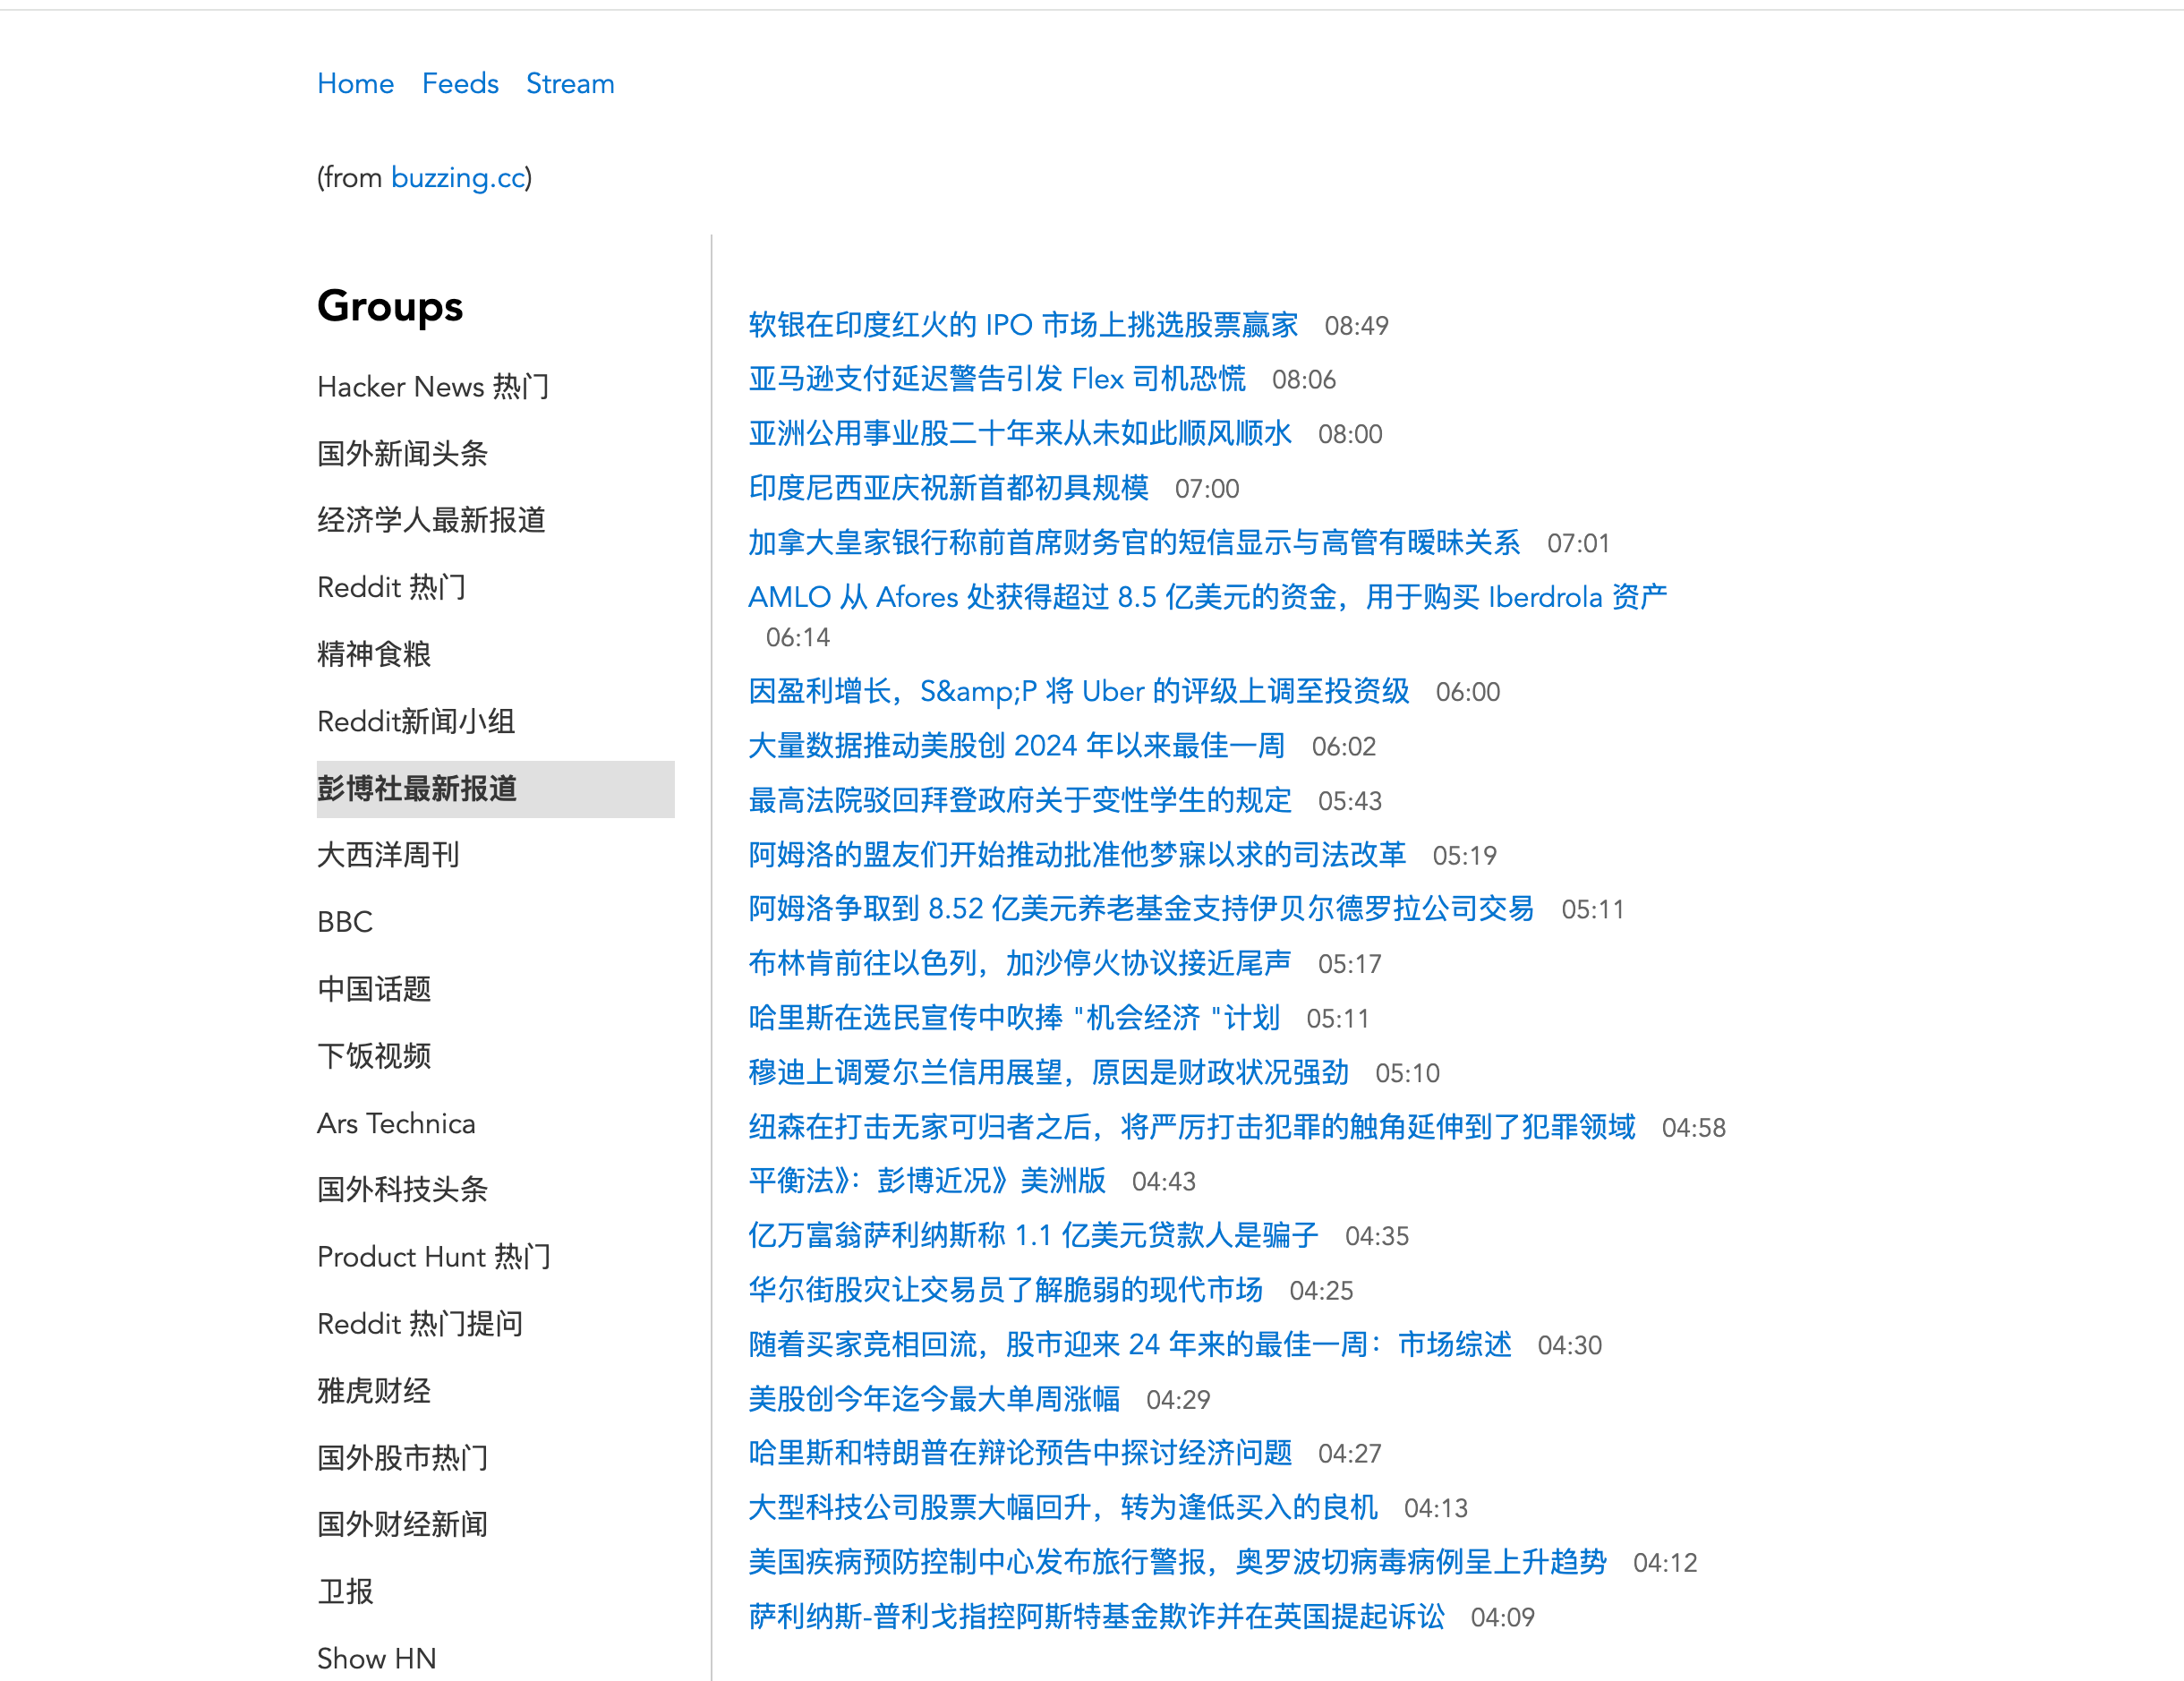 Home Feeds Stream
(from buzzing.cc)
Groups
Hacker News 热门
国外新闻头条
经济学人最新报道
Reddit 热门
精神食粮
Reddit新闻小组
彭博社最新报道
大西洋周刊
BBC
中国话题
下饭视频
Ars Technica
国外科技头条
Product Hunt 热门
Reddit 热门提问
雅虎财经
国外股市热门
国外财经新闻
卫报
Show HN
软银在印度红火的 IPO 市场上挑选股票赢家 08:49
亚马逊支付延迟警告引发 Flex 司机恐慌 08:06
亚洲公用事业股二十年来从未如此顺风顺水 08:00
印度尼西亚庆祝新首都初具规模 07:00
加拿大皇家银行称前首席财务官的短信显示与高管有暧昧关系 07:01
AMLO 从 Afores 处获得超过 8.5 亿美元的资金，用于购买 Iberdrola 资产
06:14
因盈利增长，S&amp;P 将 Uber 的评级上调至投资级 06:00
大量数据推动美股创 2024 年以来最佳一周 06:02
最高法院驳回拜登政府关于变性学生的规定 05:43
阿姆洛的盟友们开始推动批准他梦寐以求的司法改革 05:19
阿姆洛争取到 8.52 亿美元养老基金支持伊贝尔德罗拉公司交易 05:11
布林肯前往以色列，加沙停火协议接近尾声 05:17
哈里斯在选民宣传中吹捧 "机会经济 "计划 05:11
穆迪上调爱尔兰信用展望，原因是财政状况强劲 05:10
纽森在打击无家可归者之后，将严厉打击犯罪的触角延伸到了犯罪领域 04:58
平衡法》：彭博近况》美洲版 04:43
亿万富翁萨利纳斯称 1.1 亿美元贷款人是骗子 04:35
华尔街股灾让交易员了解脆弱的现代市场 04:25
随着买家竞相回流，股市迎来 24 年来的最佳一周：市场综述 04:30
美股创今年迄今最大单周涨幅 04:29
哈里斯和特朗普在辩论预告中探讨经济问题 04:27
大型科技公司股票大幅回升，转为逢低买入的良机 04:13
美国疾病预防控制中心发布旅行警报，奥罗波切病毒病例呈上升趋势 04:12
萨利纳斯-普利戈指控阿斯特基金欺诈并在英国提起诉讼 04:09